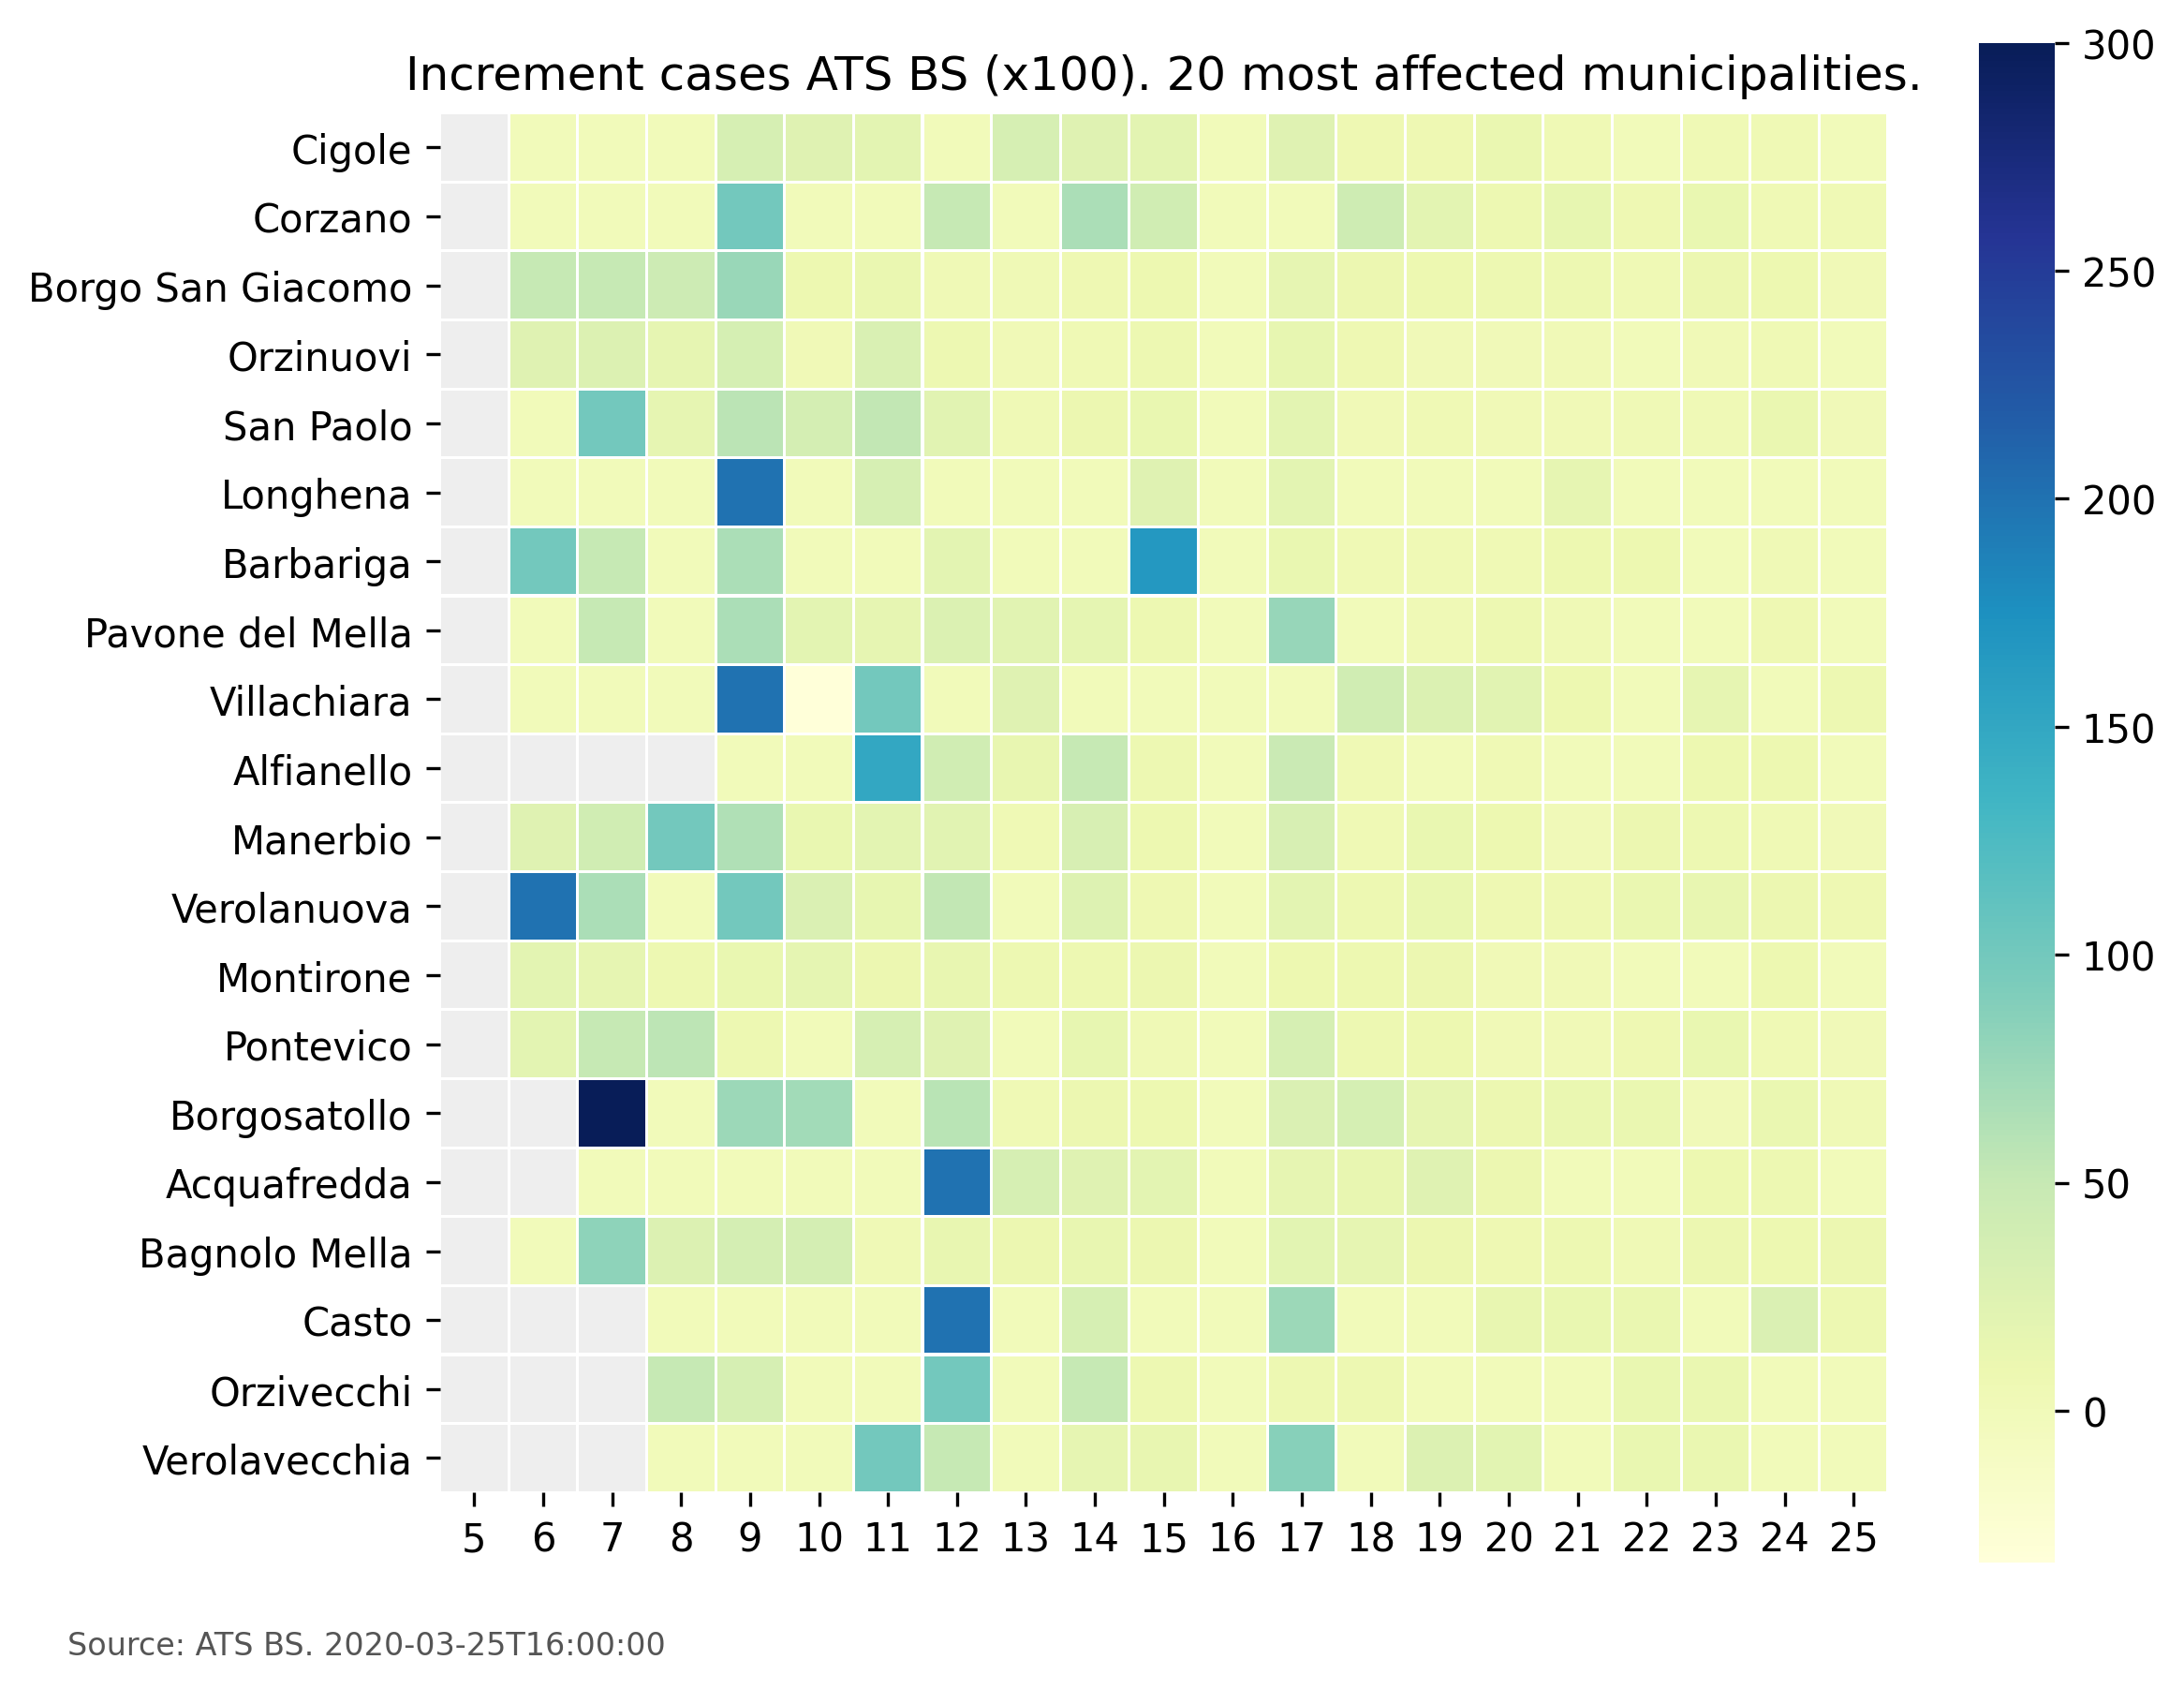 Increment cases ATS BS (x100). 20 most affected municipalities.
Cigole
Corzano
Borgo San Giacomo
Orzinuovi
San Paolo
Longhena
Barbariga
Pavone del Mella
Villachiara
Alfianello
Manerbio
Verolanuova
Montirone
Pontevico
Borgosatollo
Acquafredda
Bagnolo Mella
Casto
Orzivecchi
Verolavecchia
5 6 7 8 9 10 11 12 13 14 15 16 17 18 19 20 21 22 23 24 25
300
250
200
150
100
50
0
Source: ATS BS. 2020-03-25T16:00:00